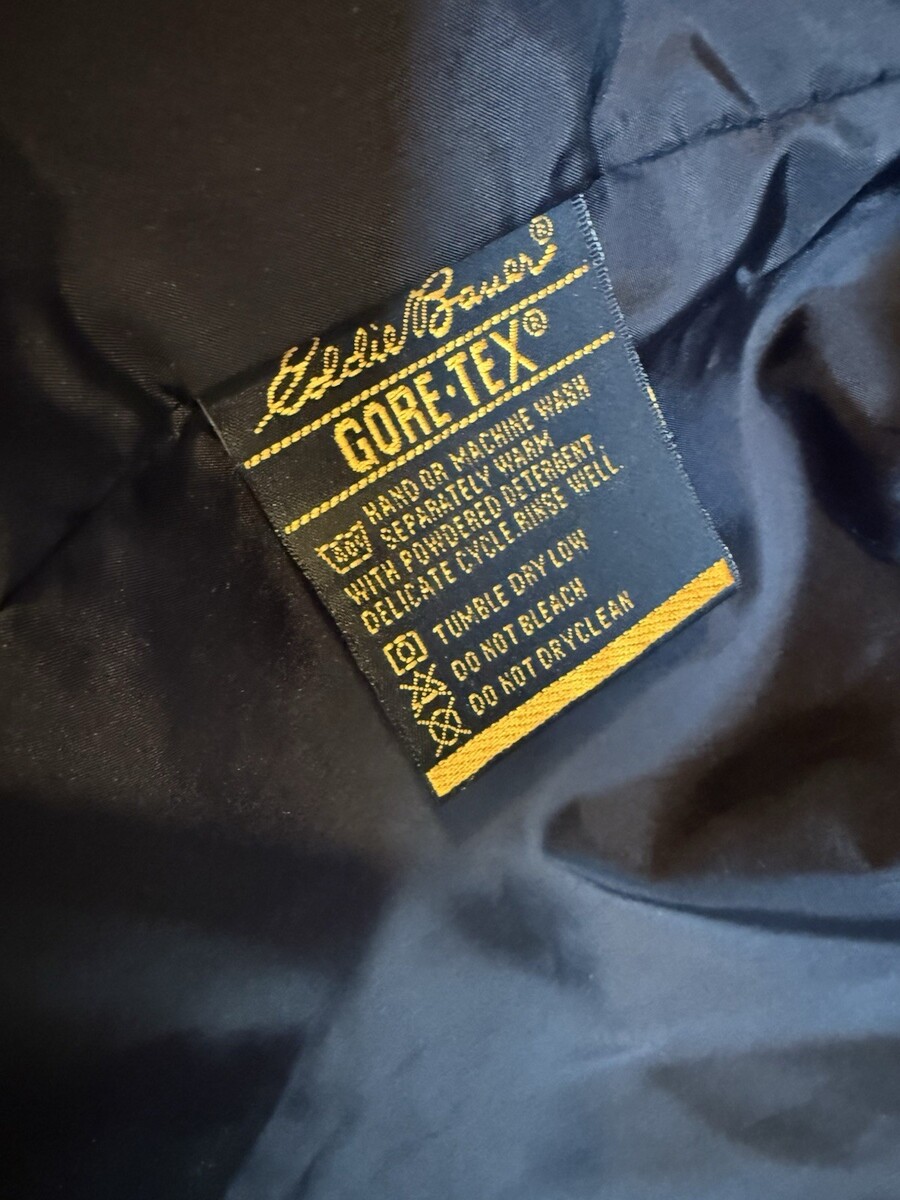 Eddie Bauer®
GORE-TEX®
HAND OR MACHINE WASH
SEPARATELY WARM
WITH POWDERED DETERGENT.
DELICATE CYCLE. RINSE WELL.
TUMBLE DRY LOW
DO NOT BLEACH
DO NOT DRYCLEAN